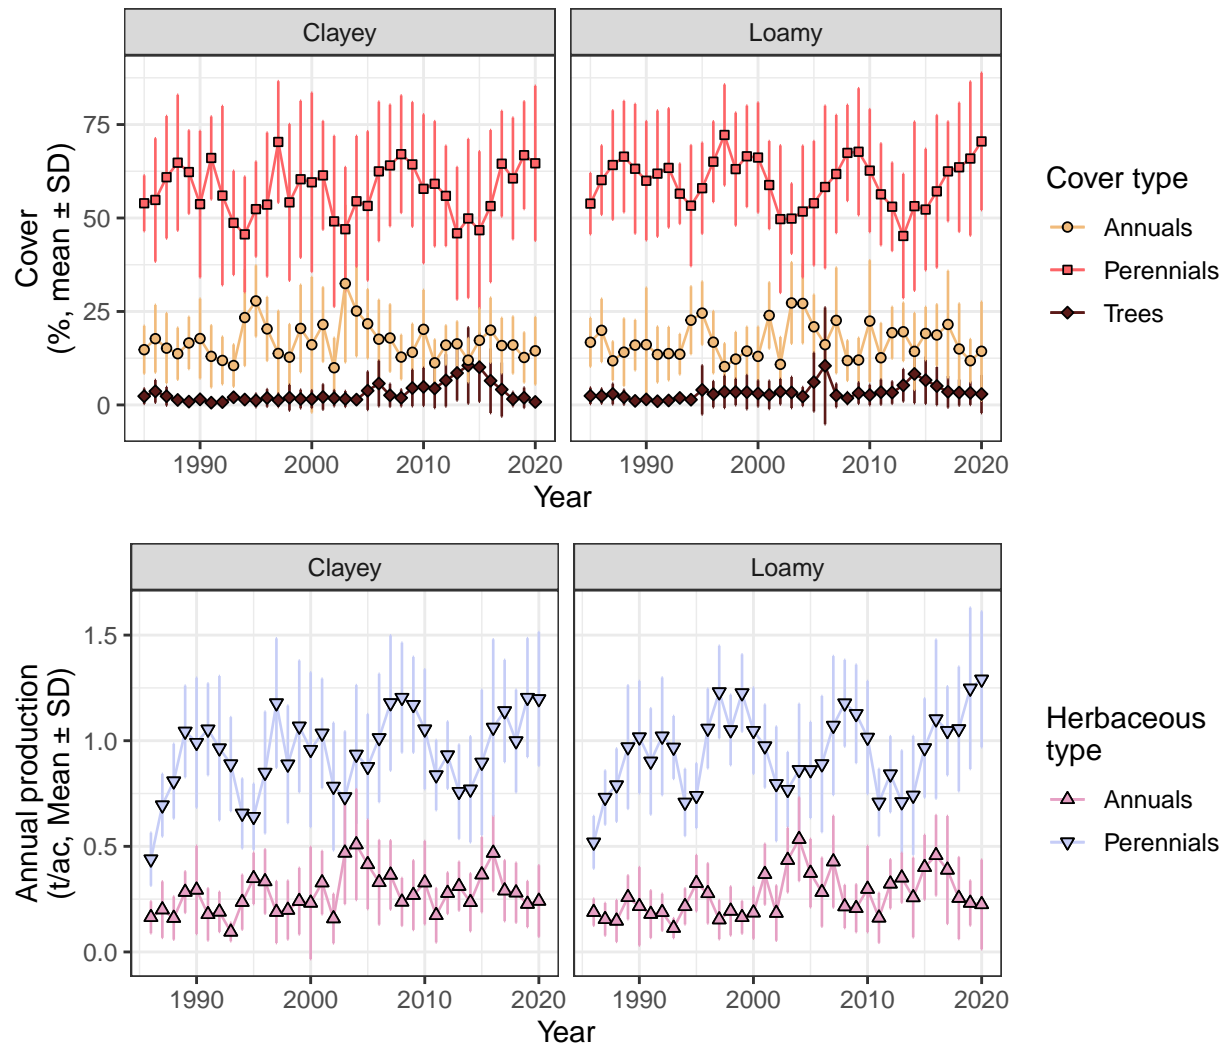 Clayey
Loamy
Cover
(%, mean ± SD)
75
50
25
0
1990
2000
2010
2020
1990
2000
2010
2020
Year
Cover type
Annuals
Perennials
Trees
Clayey
Loamy
Annual production
(t/ac, Mean ± SD)
1.5
1.0
0.5
0.0
1990
2000
2010
2020
1990
2000
2010
2020
Year
Herbaceous
type
Annuals
Perennials